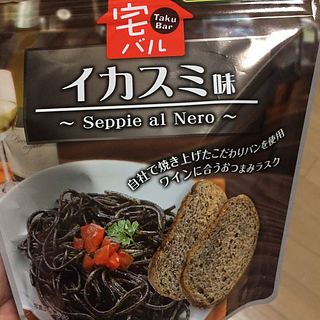 宅バル
Taku Bar
イカスミ味
～ Seppie al Nero ～
自社で焼き上げたこだわりパンを使用
ワインに合うおつまみラスク